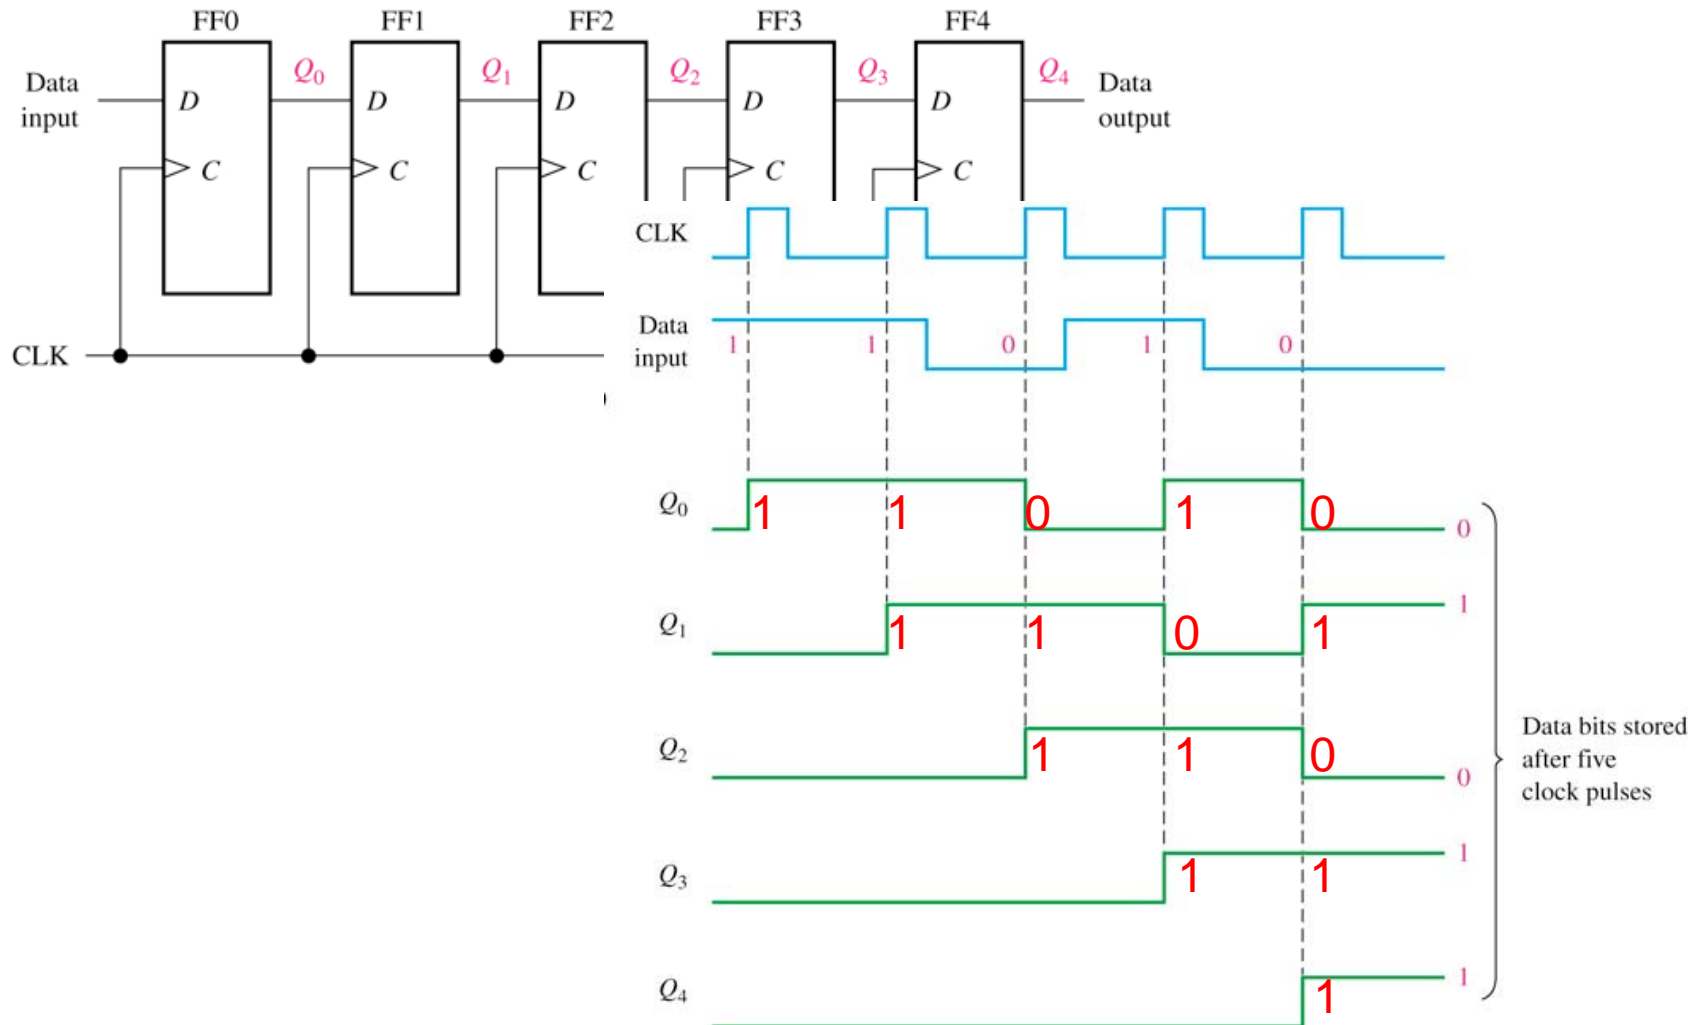 FF0 FF1 FF2 FF3 FF4
Data
input
D Q0 D Q1 D Q2 D Q3 D Q4
Data
output
C C C C C
CLK
CLK
Data
input
1 1 0 1 0
Q0 1 1 0 1 0 0
Q1 1 1 0 1 1
Q2 1 1 0 0
Q3 1 1 1
Q4 1 1
Data bits stored
after five
clock pulses